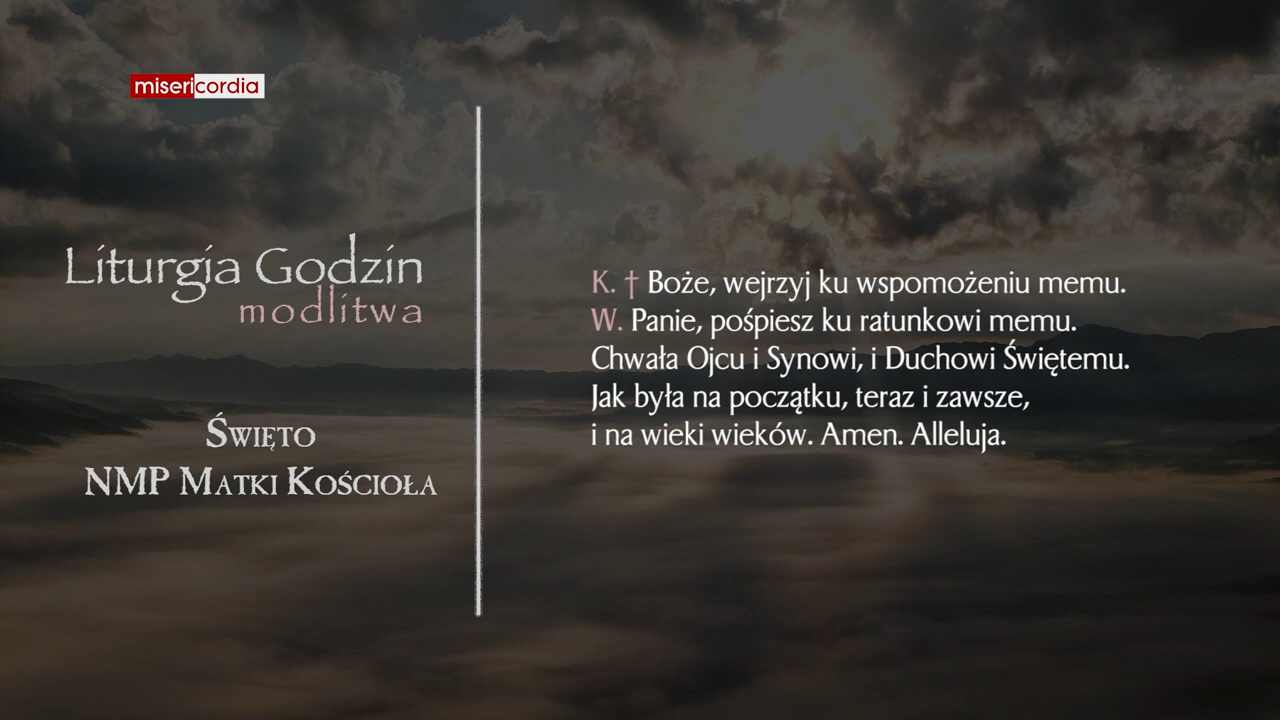 misericordia
Liturgia Godzin
modlitwa
Święto
NMP Matki Kościoła
K. † Boże, wejrzyj ku wspomożeniu memu.
W. Panie, pośpiesz ku ratunkowi memu.
Chwała Ojcu i Synowi, i Duchowi Świętemu.
Jak była na początku, teraz i zawsze,
i na wieki wieków. Amen. Alleluja.